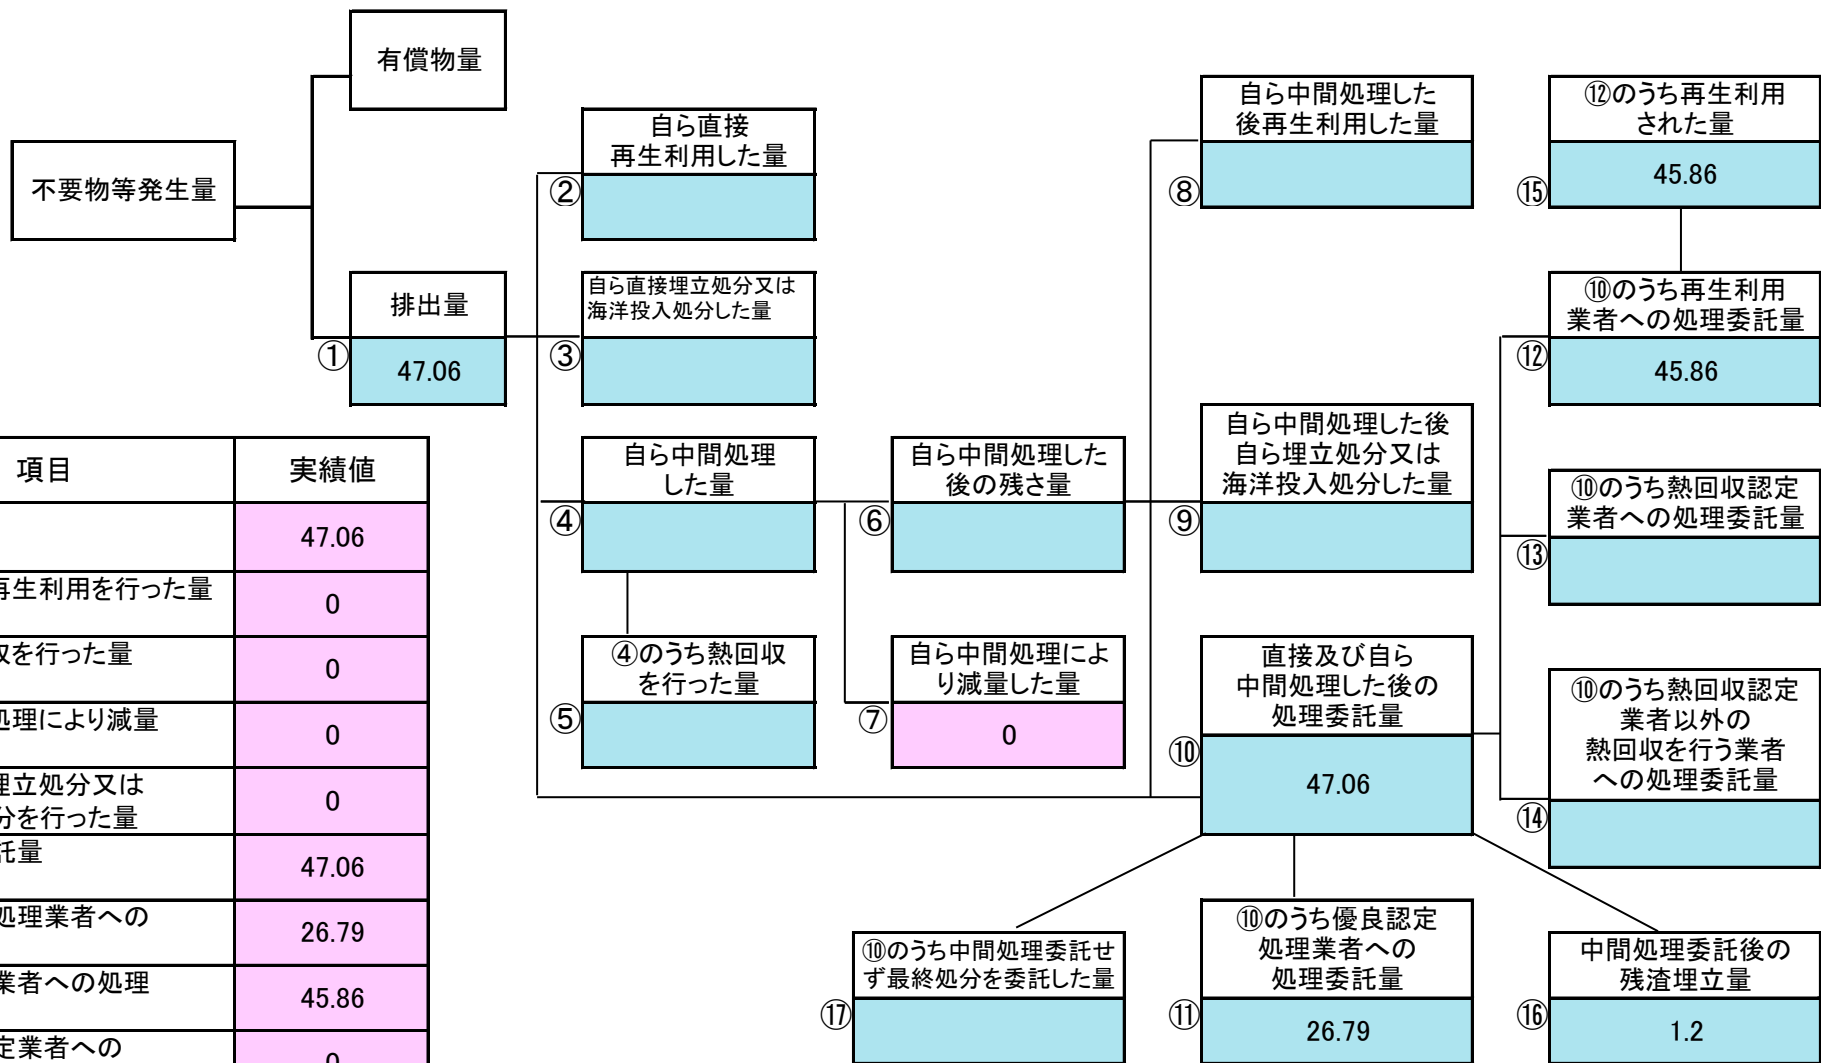 有償物量
不要物等発生量
排出量
①
47.06
自ら直接
再生利用した量
②
自ら直接埋立処分又は
海洋投入処分した量
③
自ら中間処理
した量
④
④のうち熱回収
を行った量
⑤
自ら中間処理した
後の残さ量
⑥
自ら中間処理によ
り減量した量
⑦
0
自ら中間処理した
後再生利用した量
⑧
自ら中間処理した後
自ら埋立処分又は
海洋投入処分した量
⑨
直接及び自ら
中間処理した後の
処理委託量
⑩
47.06
⑫のうち再生利用
された量
⑮
45.86
⑩のうち再生利用
業者への処理委託量
⑫
45.86
⑩のうち熱回収認定
業者への処理委託量
⑬
⑩のうち熱回収認定
業者以外の
熱回収を行う業者
への処理委託量
⑭
⑩のうち中間処理委託せ
ず最終処分を委託した量
⑰
⑩のうち優良認定
処理業者への
処理委託量
⑪
26.79
中間処理委託後の
残渣埋立量
⑯
1.2
項目 実績値
47.06
再生利用を行った量
0
を行った量
0
処理により減量
0
埋立処分又は
分を行った量
0
託量
47.06
処理業者への
26.79
業者への処理
45.86
定業者への
0